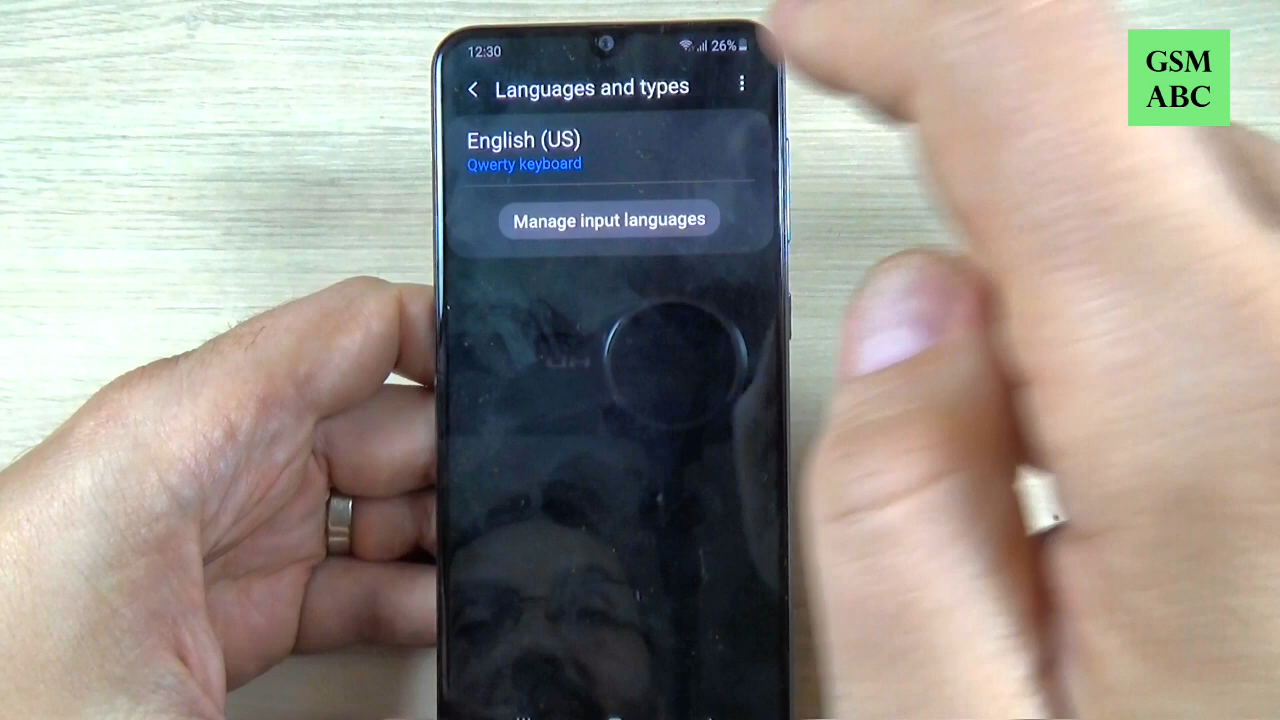 12:30
26%
Languages and types
English (US)
Qwerty keyboard
Manage input languages
GSM
ABC